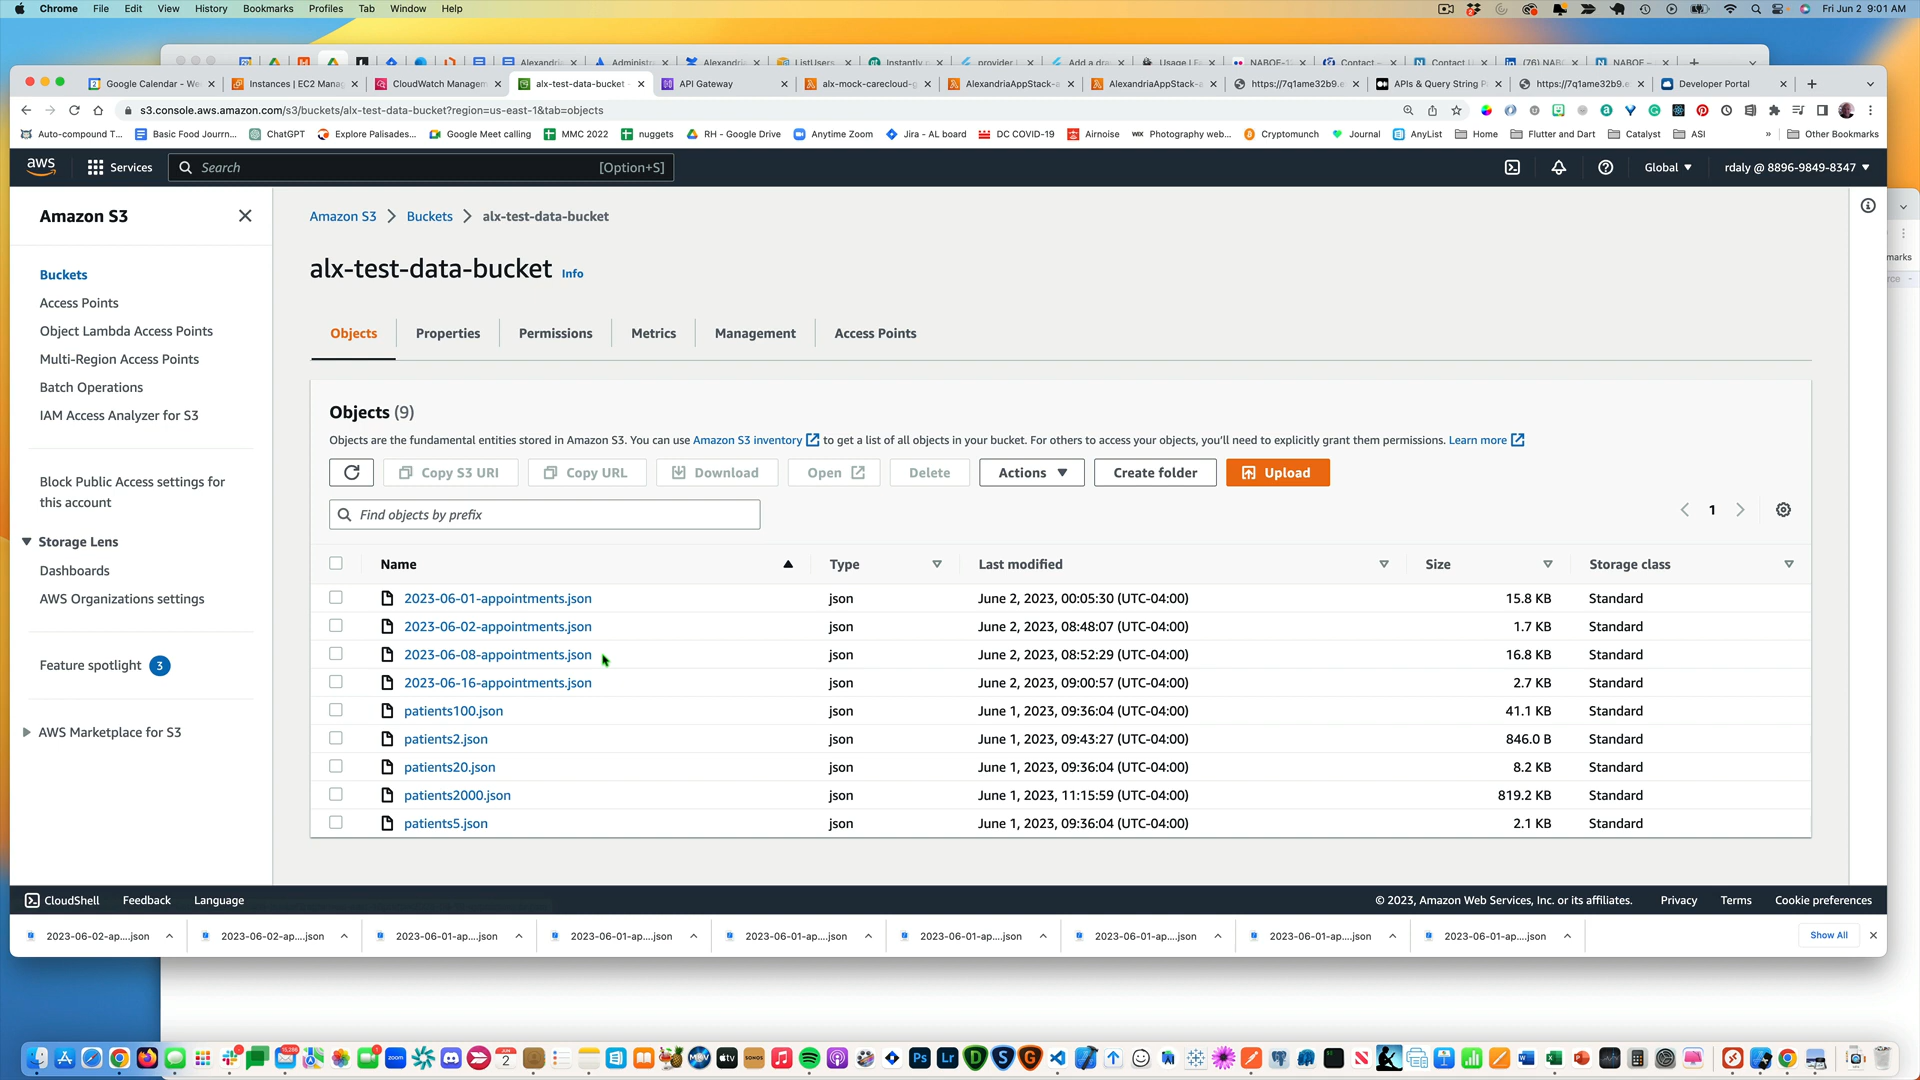 Chrome File Edit View History Bookmarks Profiles Tab Window Help Fri Jun 2 9:01 AM
Google Calendar - We Instances | EC2 Mana CloudWatch Managem alx-test-data-bucket API Gateway alx-mock-carecloud-g AlexandriaAppStack-a AlexandriaAppStack-a https://7q1ame32b9.e APIs & Query String P https://7q1ame32b9.e Developer Portal
s3.console.aws.amazon.com/s3/buckets/alx-test-data-bucket?region=us-east-1&tab=objects
Auto-compound T... Basic Food Journ... ChatGPT Explore Palisades... Google Meet calling MMC 2022 nuggets RH - Google Drive Anytime Zoom Jira - AL board DC COVID-19 Airnoise Photography web... Cryptomunch Journal AnyList Home Flutter and Dart Catalyst ASI » Other Bookmarks
aws Services Search [Option+S] Global rdaly @ 8896-9849-8347
Amazon S3
Buckets
Access Points
Object Lambda Access Points
Multi-Region Access Points
Batch Operations
IAM Access Analyzer for S3
Block Public Access settings for
this account
Storage Lens
Dashboards
AWS Organizations settings
Feature spotlight 3
AWS Marketplace for S3
Amazon S3 > Buckets > alx-test-data-bucket
alx-test-data-bucket Info
Objects Properties Permissions Metrics Management Access Points
Objects (9)
Objects are the fundamental entities stored in Amazon S3. You can use Amazon S3 inventory to get a list of all objects in your bucket. For others to access your objects, you'll need to explicitly grant them permissions. Learn more
Copy S3 URI Copy URL Download Open Delete Actions Create folder Upload
Find objects by prefix 1
Name Type Last modified Size Storage class
2023-06-01-appointments.json json June 2, 2023, 00:05:30 (UTC-04:00) 15.8 KB Standard
2023-06-02-appointments.json json June 2, 2023, 08:48:07 (UTC-04:00) 1.7 KB Standard
2023-06-08-appointments.json json June 2, 2023, 08:52:29 (UTC-04:00) 16.8 KB Standard
2023-06-16-appointments.json json June 2, 2023, 09:00:57 (UTC-04:00) 2.7 KB Standard
patients100.json json June 1, 2023, 09:36:04 (UTC-04:00) 41.1 KB Standard
patients2.json json June 1, 2023, 09:43:27 (UTC-04:00) 846.0 B Standard
patients20.json json June 1, 2023, 09:36:04 (UTC-04:00) 8.2 KB Standard
patients2000.json json June 1, 2023, 11:15:59 (UTC-04:00) 819.2 KB Standard
patients5.json json June 1, 2023, 09:36:04 (UTC-04:00) 2.1 KB Standard
CloudShell Feedback Language © 2023, Amazon Web Services, Inc. or its affiliates. Privacy Terms Cookie preferences
2023-06-02-ap....json 2023-06-02-ap....json 2023-06-01-ap....json 2023-06-01-ap....json 2023-06-01-ap....json 2023-06-01-ap....json 2023-06-01-ap....json 2023-06-01-ap....json 2023-06-01-ap....json Show All